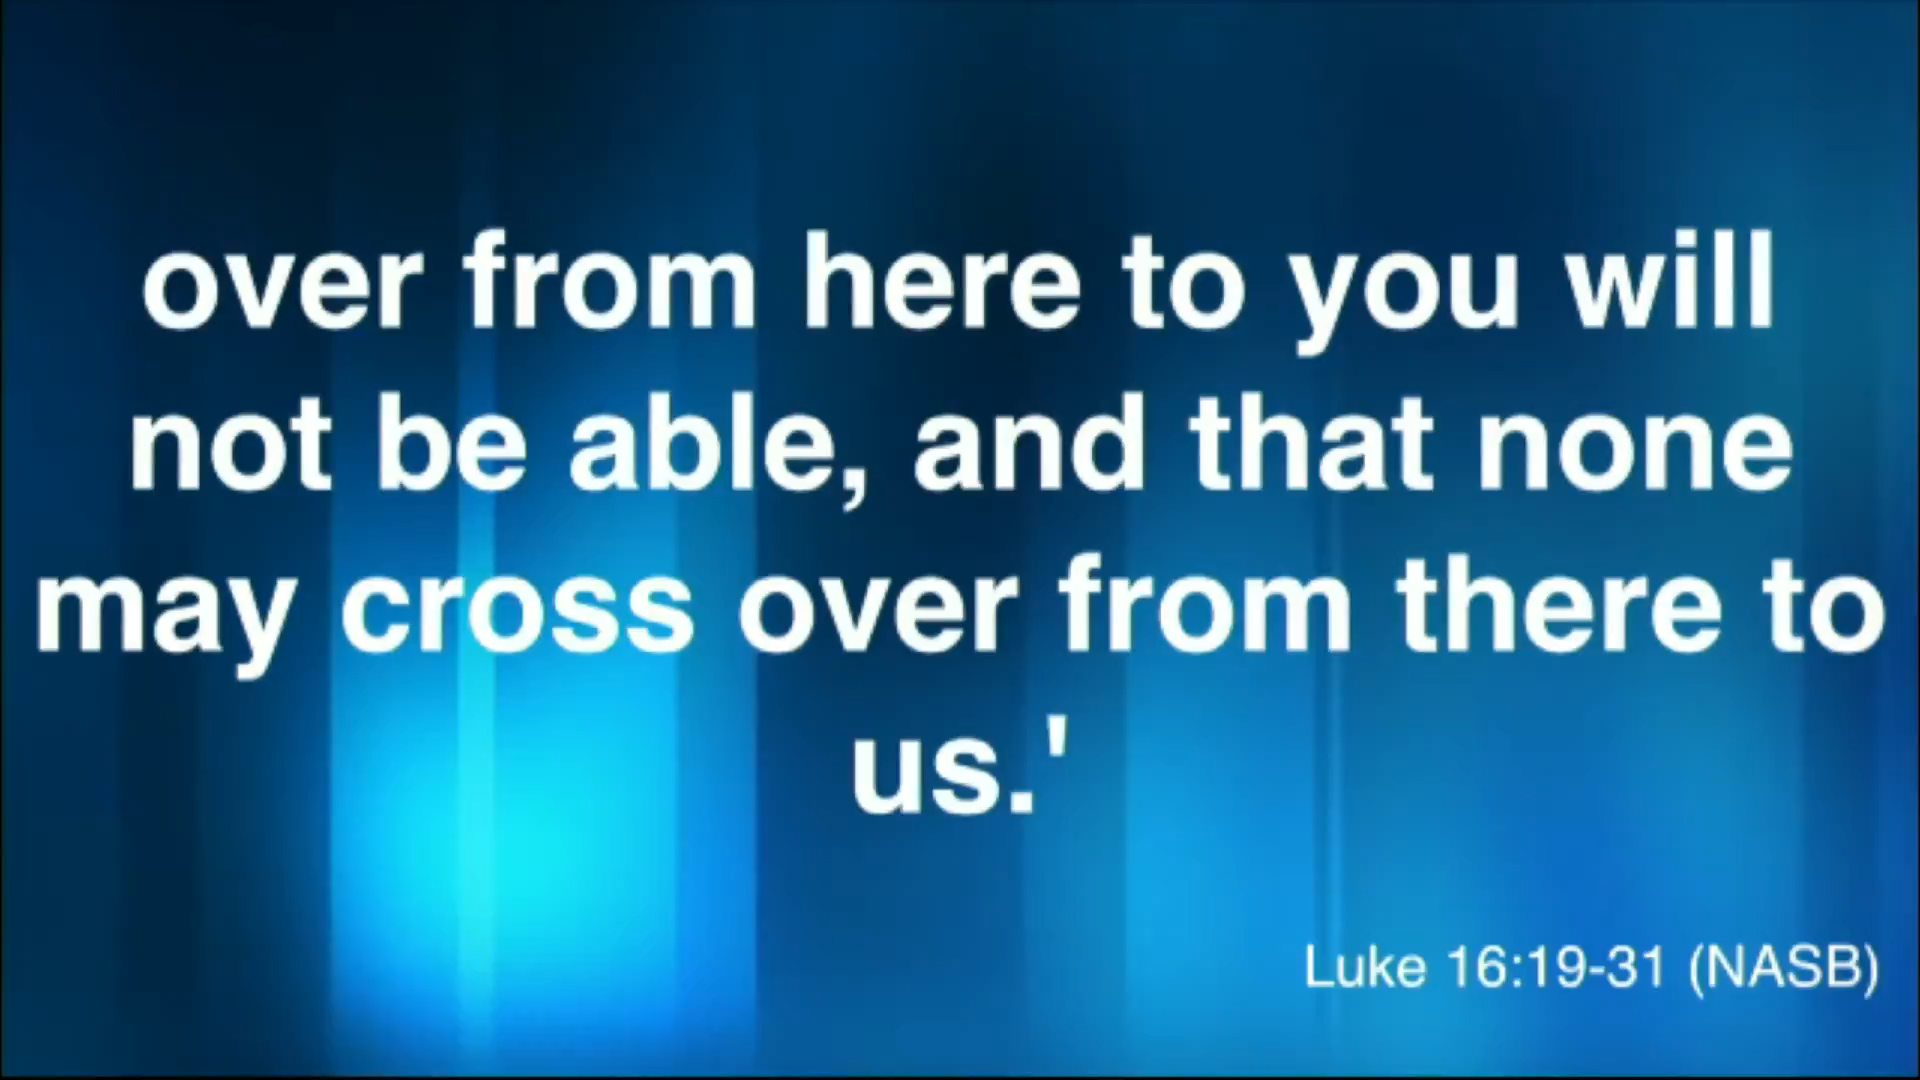 over from here to you will
not be able, and that none
may cross over from there to
us.'
Luke 16:19-31 (NASB)